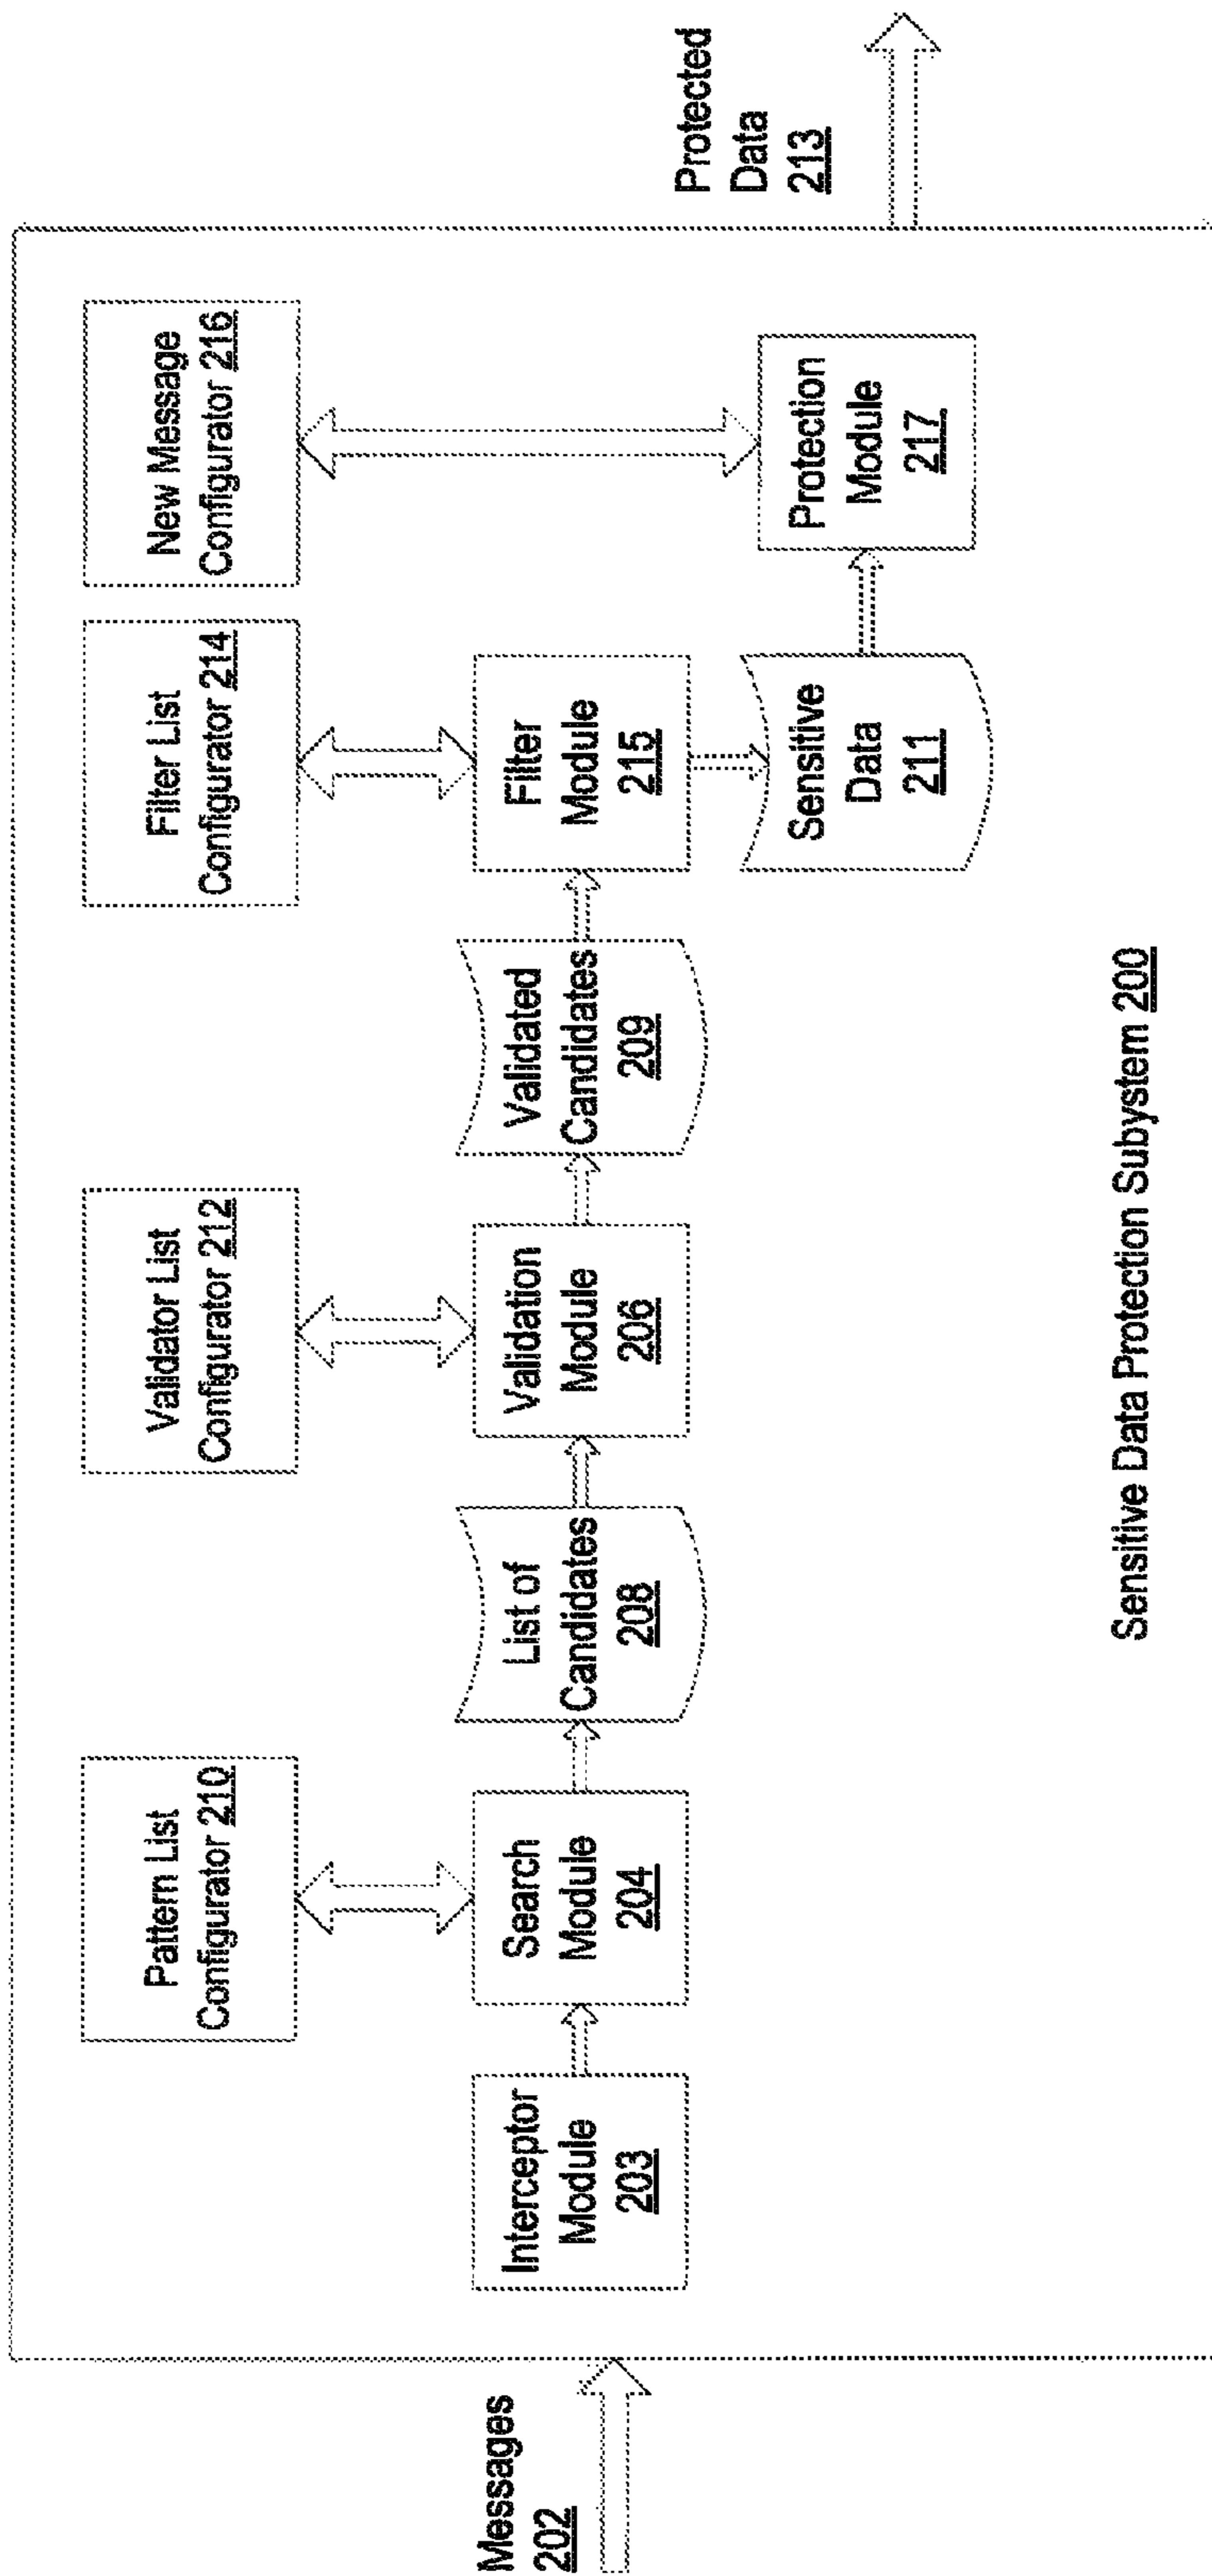 Pattern List
Configurator 210
Validator List
Configurator 212
Filter List
Configurator 214
New Message
Configurator 216
Messages
202
Interceptor
Module
203
Search
Module
204
List of
Candidates
208
Validation
Module
206
Validated
Candidates
209
Filter
Module
215
Sensitive
Data
211
Protection
Module
217
Protected
Data
213
Sensitive Data Protection Subystem 200